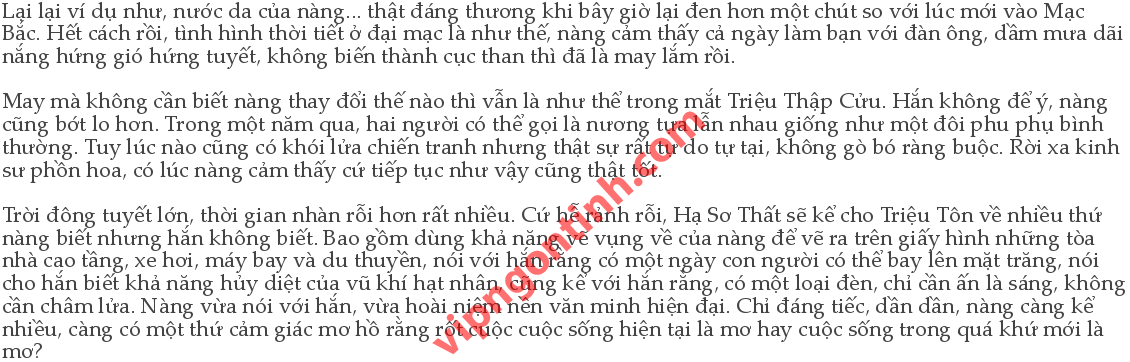 Lại lại ví dụ như, nước da của nàng... thật đáng thương khi bây giờ lại đen hơn một chút so với lúc mới vào Mạc
Bắc. Hết cách rồi, tình hình thời tiết ở đại mạc là như thế, nàng cảm thấy cả ngày làm bạn với đàn ông, dầm mưa dãi
nắng hứng gió hứng tuyết, không biến thành cục than thì đã là may lắm rồi.
May mà không cần biết nàng thay đổi thế nào thì vẫn là như thể trong mắt Triệu Thập Cửu. Hắn không để ý, nàng
cũng bớt lo hơn. Trong một năm qua, hai người có thể gọi là nương tựa lẫn nhau giống như một đôi phu phụ bình
thường. Tuy lúc nào cũng có khói lửa chiến tranh nhưng thật sự rất tự do tự tại, không gò bó ràng buộc. Rời xa kinh
sư phồn hoa, có lúc nàng cảm thấy cứ tiếp tục như vậy cũng thật tốt.
Trời đông tuyết lớn, thời gian nhàn rỗi hơn rất nhiều. Cứ hễ rảnh rỗi, Hạ Sơ Thất sẽ kể cho Triệu Tôn về nhiều thứ
nàng biết nhưng hắn không biết. Bao gồm dùng khả năng vẽ vụng về của nàng để vẽ ra trên giấy hình những tòa
nhà cao tầng, xe hơi, máy bay và du thuyền, nói với hắn rằng có một ngày con người có thể bay lên mặt trăng, nói
cho hắn biết khả năng hủy diệt của vũ khí hạt nhân, cũng kể với hắn rằng, có một loại đèn, chỉ cần ấn là sáng, không
cần châm lửa. Nàng vừa nói với hắn, vừa hoài niệm nền văn minh hiện đại. Chỉ đáng tiếc, dần dần, nàng càng kể
nhiều, càng có một thứ cảm giác mơ hồ rằng rốt cuộc cuộc sống hiện tại là mơ hay cuộc sống trong quá khứ mới là
mơ?
vipngontinh.com